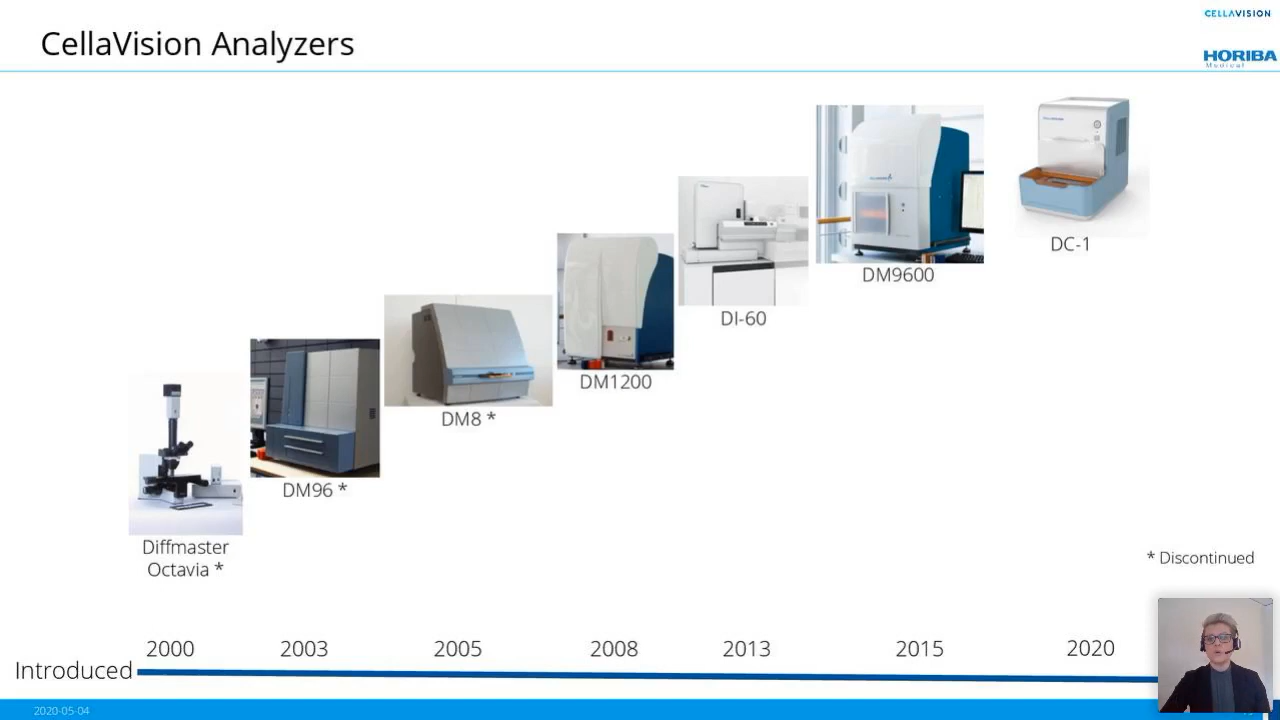 CellaVision Analyzers
CELLAVISION
HORIBA
Medical
DC-1
DM9600
DI-60
DM1200
DM8 *
DM96 *
Diffmaster
Octavia *
* Discontinued
2000 2003 2005 2008 2013 2015 2020
Introduced
2020-05-04